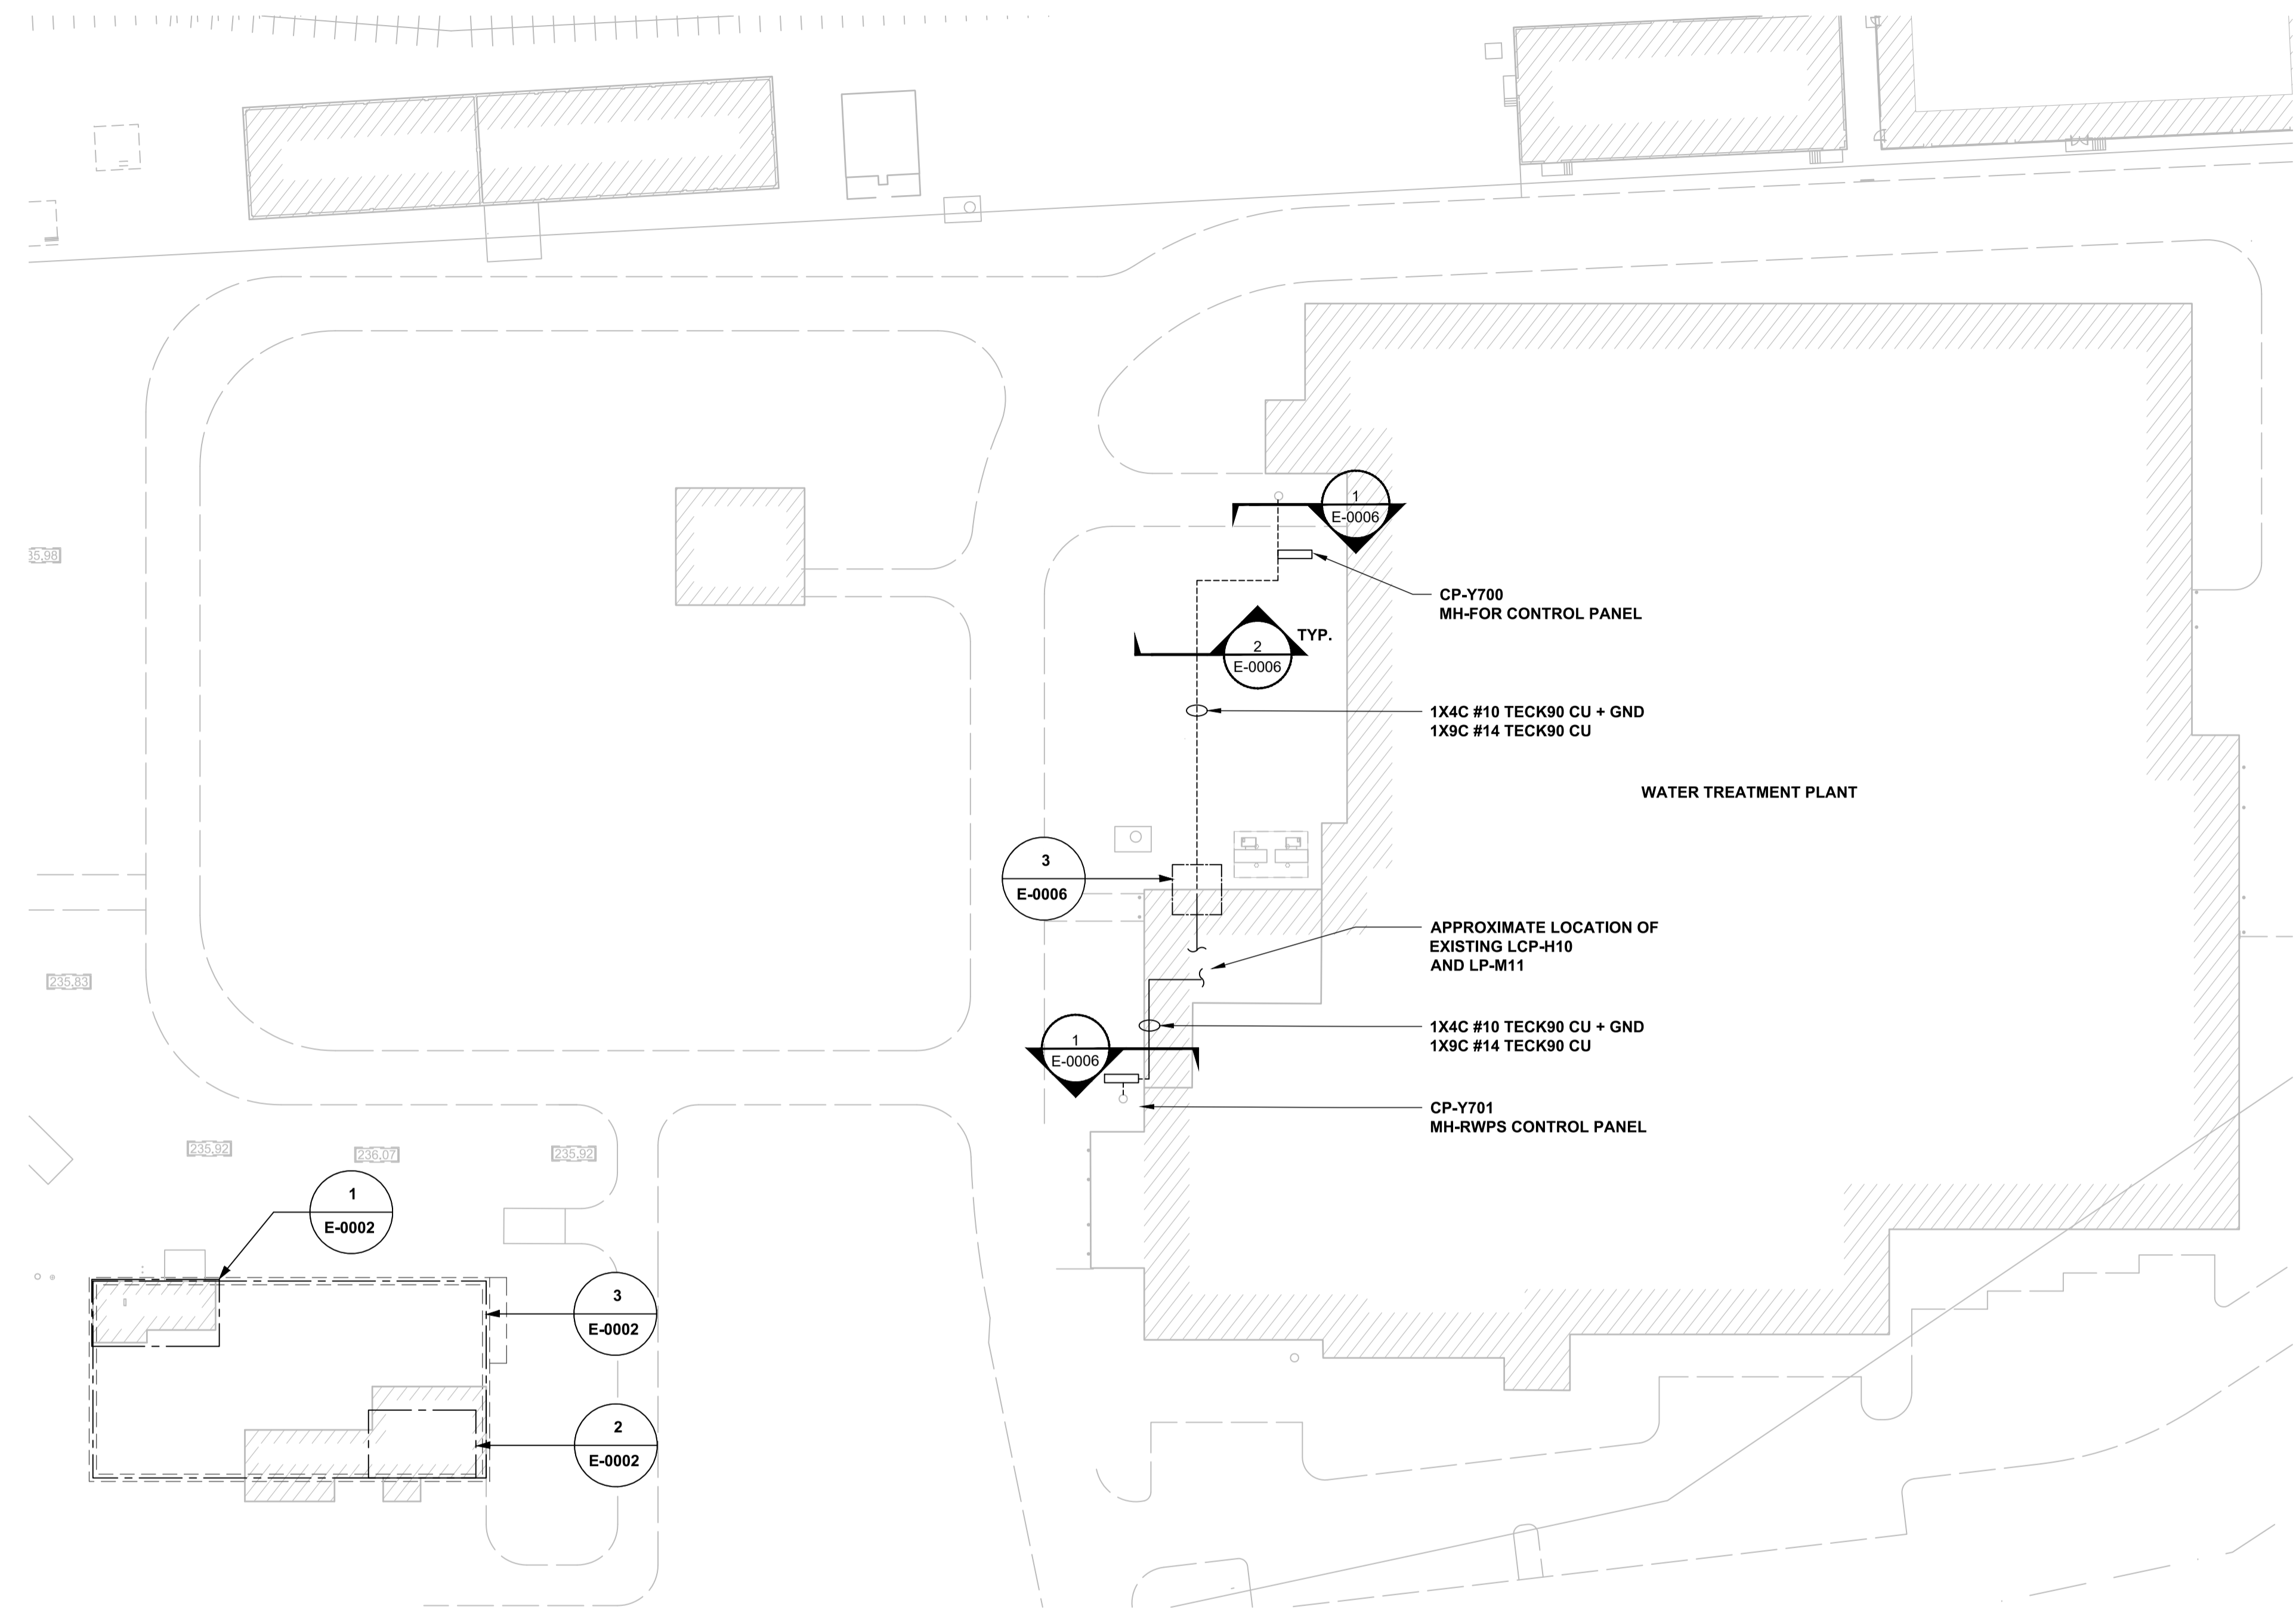 35,98
1
E-0006
CP-Y700
MH-FOR CONTROL PANEL
TYP.
2
E-0006
1X4C #10 TECK90 CU + GND
1X9C #14 TECK90 CU
WATER TREATMENT PLANT
3
E-0006
APPROXIMATE LOCATION OF
EXISTING LCP-H10
AND LP-M11
235,83
1X4C #10 TECK90 CU + GND
1X9C #14 TECK90 CU
1
E-0006
CP-Y701
MH-RWPS CONTROL PANEL
235,92
236,07
235,92
1
E-0002
3
E-0002
2
E-0002